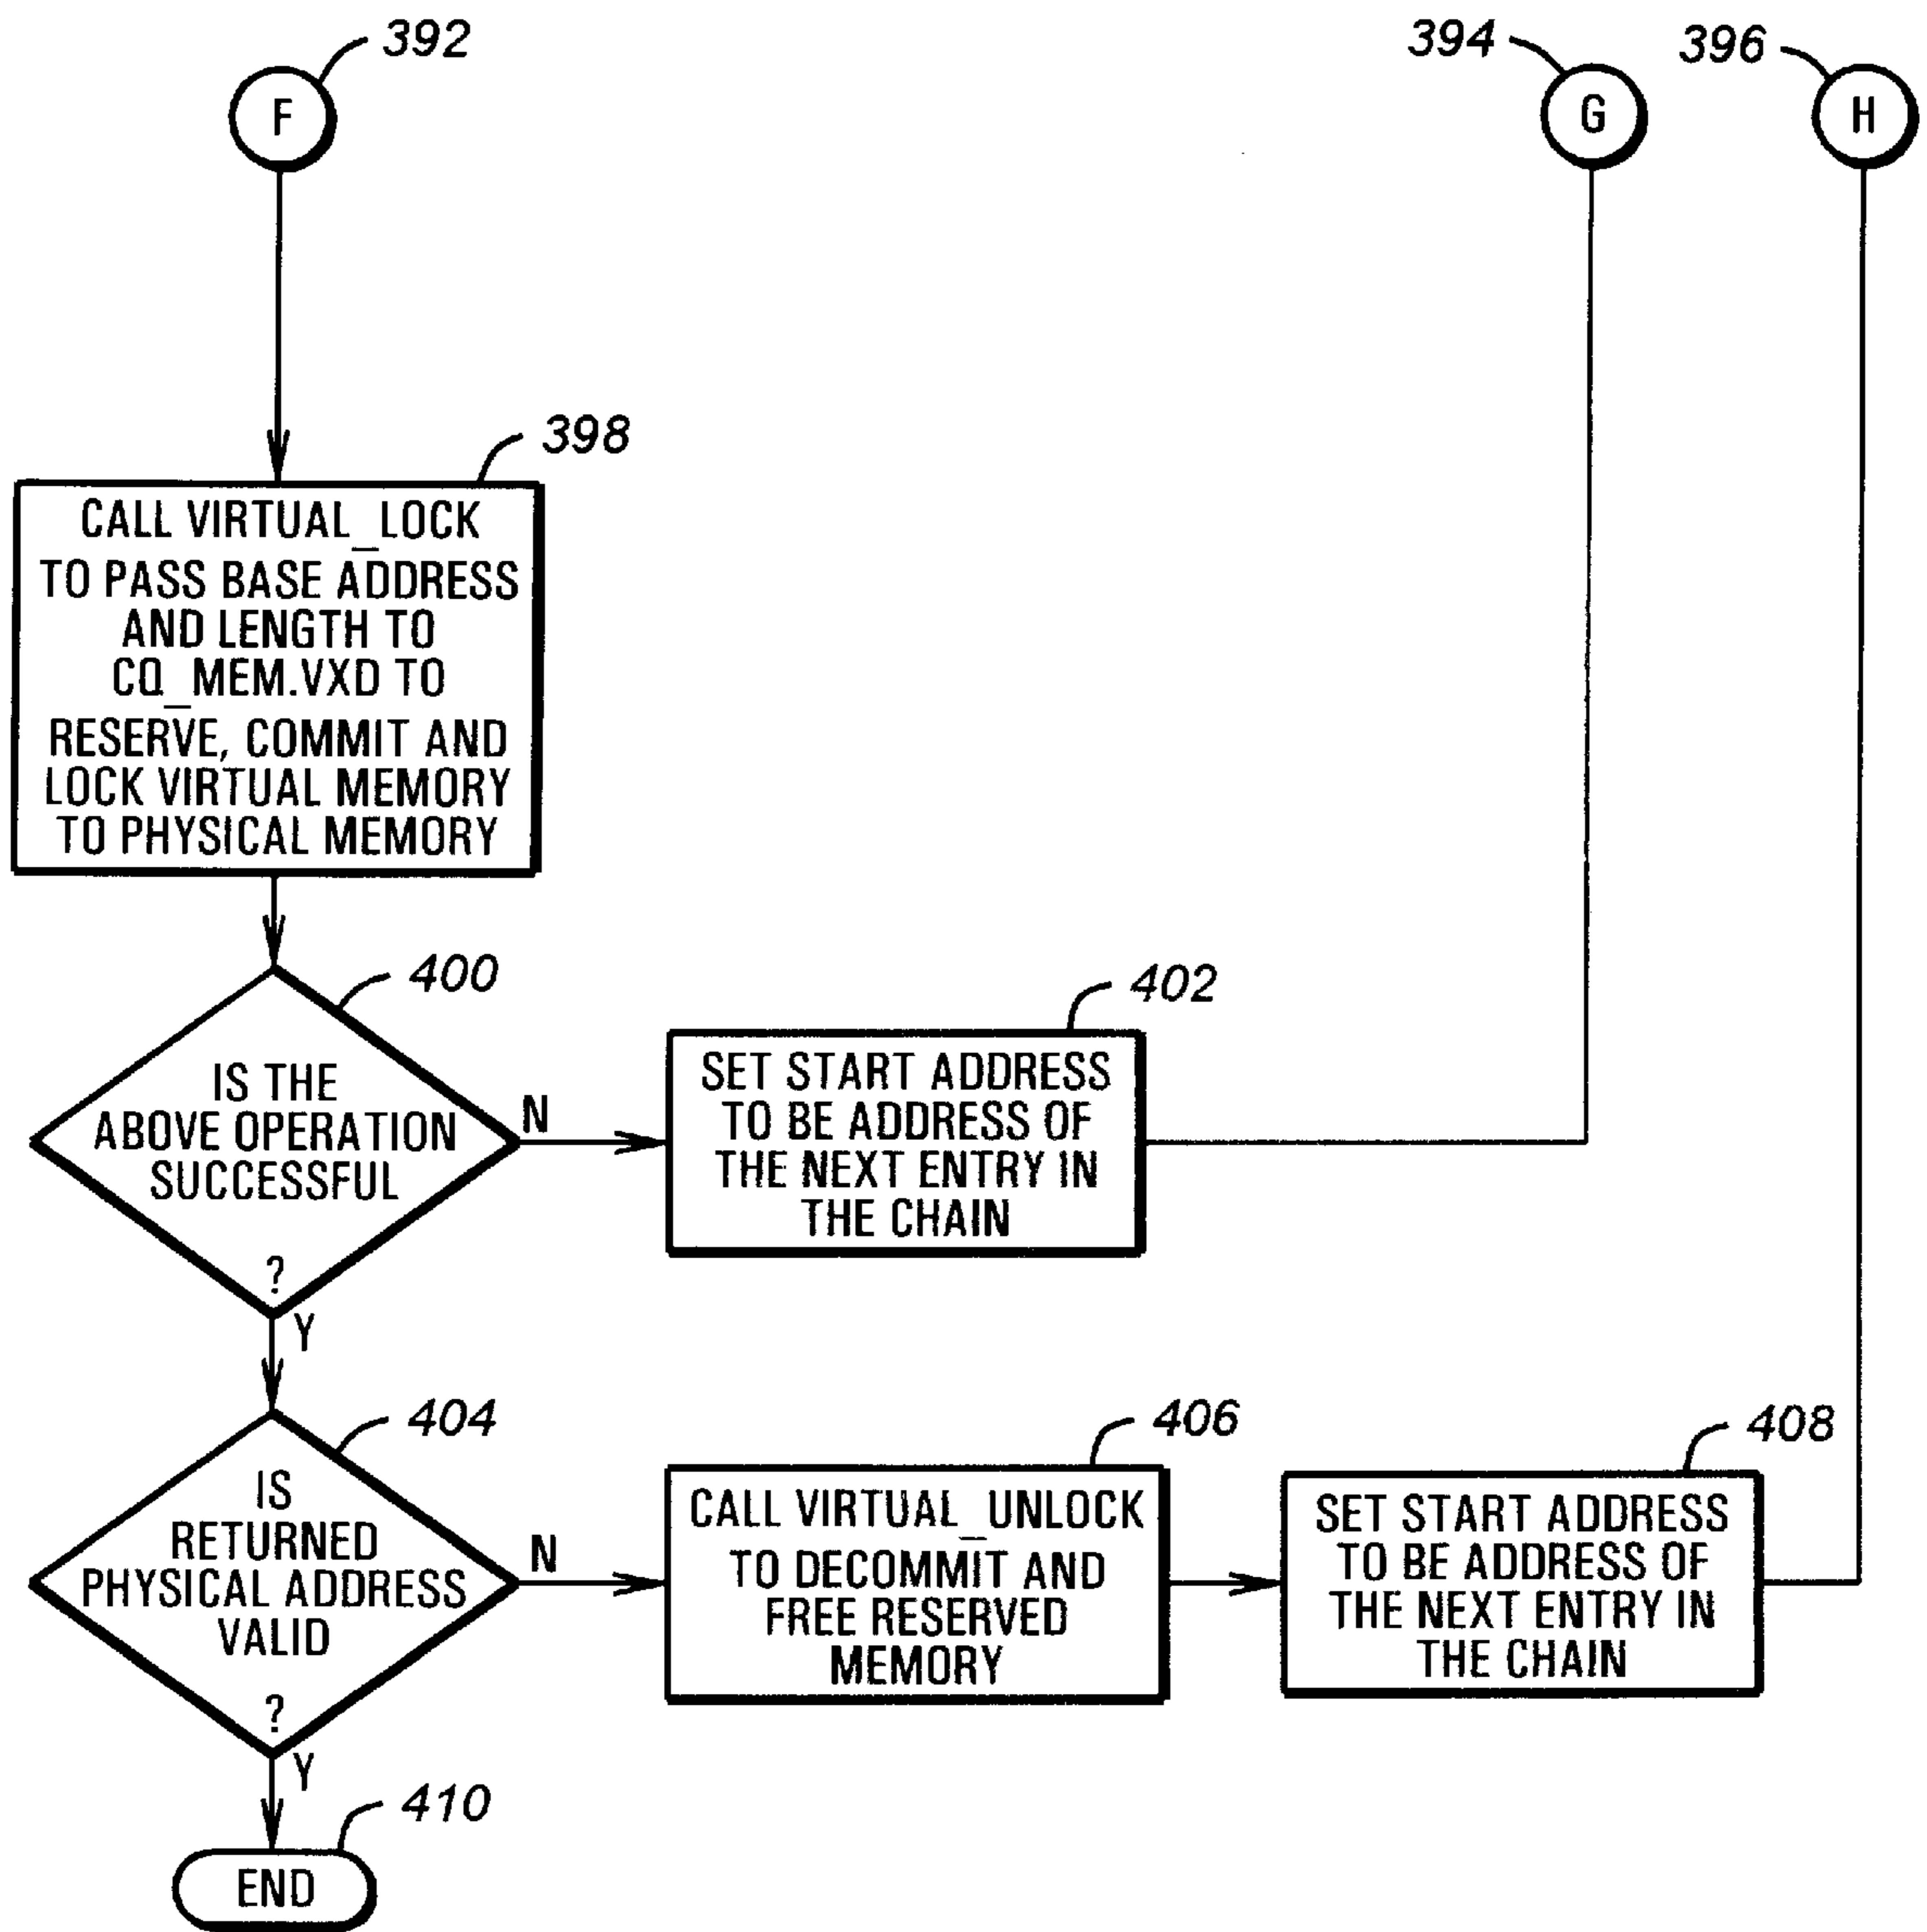 392
394
396
F
G
H
398
CALL VIRTUAL_LOCK
TO PASS BASE ADDRESS
AND LENGTH TO
CQ_MEM.VXD TO
RESERVE, COMMIT AND
LOCK VIRTUAL MEMORY
TO PHYSICAL MEMORY
400
IS THE
ABOVE OPERATION
SUCCESSFUL
?
N
Y
402
SET START ADDRESS
TO BE ADDRESS OF
THE NEXT ENTRY IN
THE CHAIN
404
IS
RETURNED
PHYSICAL ADDRESS
VALID
?
N
Y
406
CALL VIRTUAL_UNLOCK
TO DECOMMIT AND
FREE RESERVED
MEMORY
408
SET START ADDRESS
TO BE ADDRESS OF
THE NEXT ENTRY IN
THE CHAIN
410
END